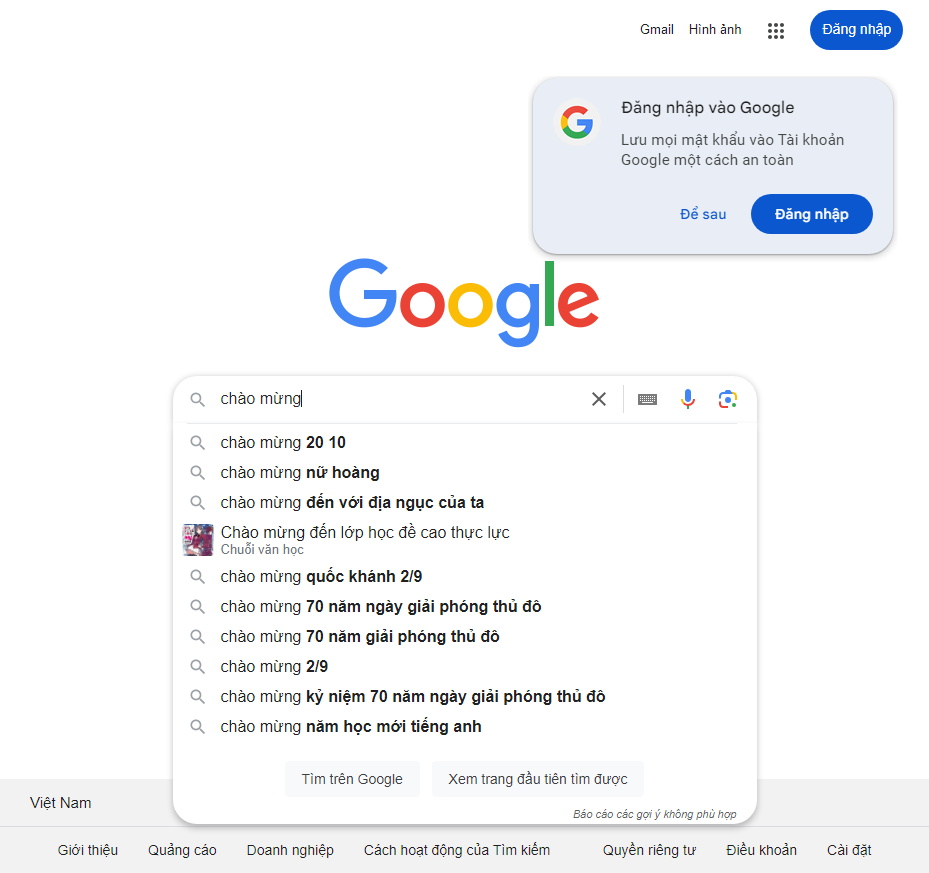 Gmail Hình ảnh Đăng nhập
Đăng nhập vào Google
Lưu mọi mật khẩu vào Tài khoản
Google một cách an toàn
Để sau Đăng nhập
Google
chào mừng
chào mừng 20 10
chào mừng nữ hoàng
chào mừng đến với địa ngục của ta
Chào mừng đến lớp học đề cao thực lực
Chuỗi văn học
chào mừng quốc khánh 2/9
chào mừng 70 năm ngày giải phóng thủ đô
chào mừng 70 năm giải phóng thủ đô
chào mừng 2/9
chào mừng kỷ niệm 70 năm ngày giải phóng thủ đô
chào mừng năm học mới tiếng anh
Tìm trên Google Xem trang đầu tiên tìm được
Báo cáo các gợi ý không phù hợp
Việt Nam
Giới thiệu Quảng cáo Doanh nghiệp Cách hoạt động của Tìm kiếm Quyền riêng tư Điều khoản Cài đặt